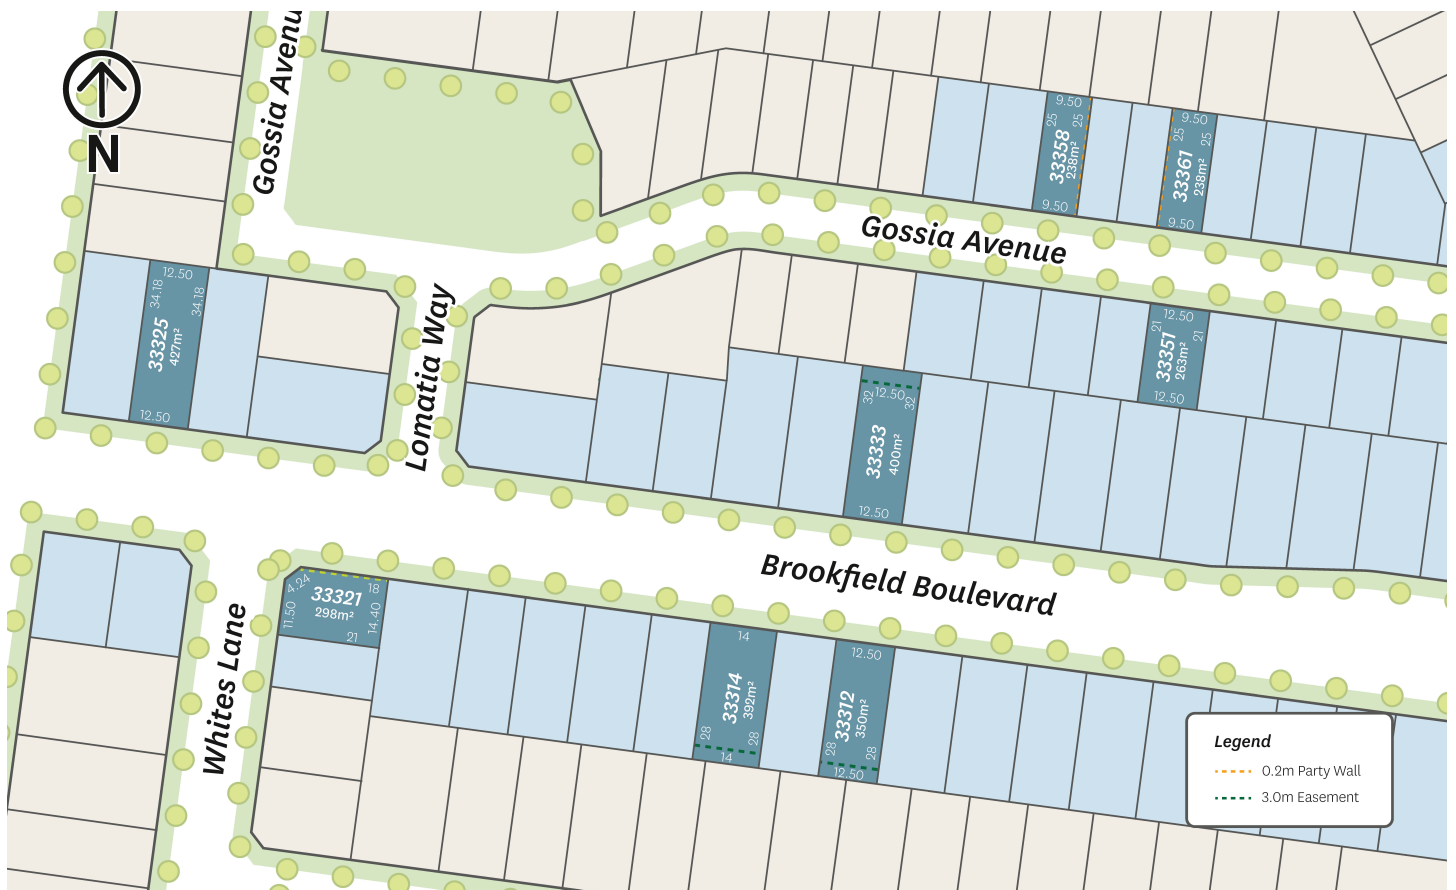 N
Gossia Avenu
9.50
25
25
33358
238m²
9.50
9.50
25
25
33361
238m²
9.50
Gossia Avenue
12.50
34.18
34.18
33325
427m²
12.50
Lomatia Way
12.50
21
21
33351
263m²
12.50
32
12.50
32
33333
400m²
12.50
Brookfield Boulevard
Whites Lane
4.24
18
33321
298m²
11.50
14.40
21
14
33314
392m²
28
28
14
12.50
33312
350m²
28
28
12.50
Legend
0.2m Party Wall
3.0m Easement